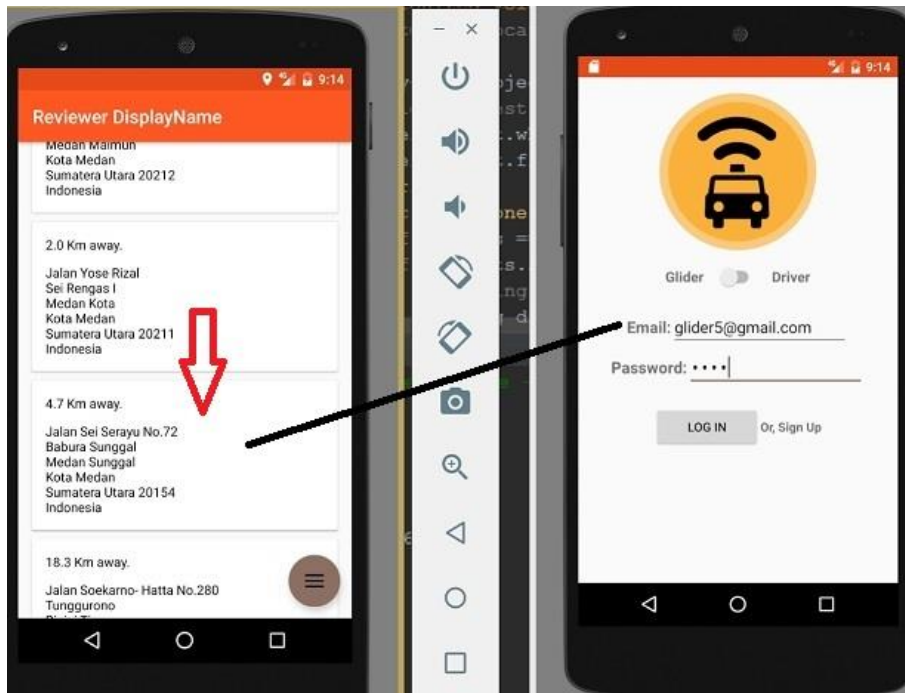 9:14
Reviewer DisplayName
Medan Maimun
Kota Medan
Sumatera Utara 20212
Indonesia
2.0 Km away.
Jalan Yose Rizal
Sei Rengas I
Medan Kota
Kota Medan
Sumatera Utara 20211
Indonesia
4.7 Km away.
Jalan Sei Serayu No.72
Babura Sunggal
Medan Sunggal
Kota Medan
Sumatera Utara 20154
Indonesia
18.3 Km away.
Jalan Soekarno- Hatta No.280
Tunggurono
9:14
Glider Driver
Email: glider5@gmail.com
Password: ••••
LOG IN Or, Sign Up